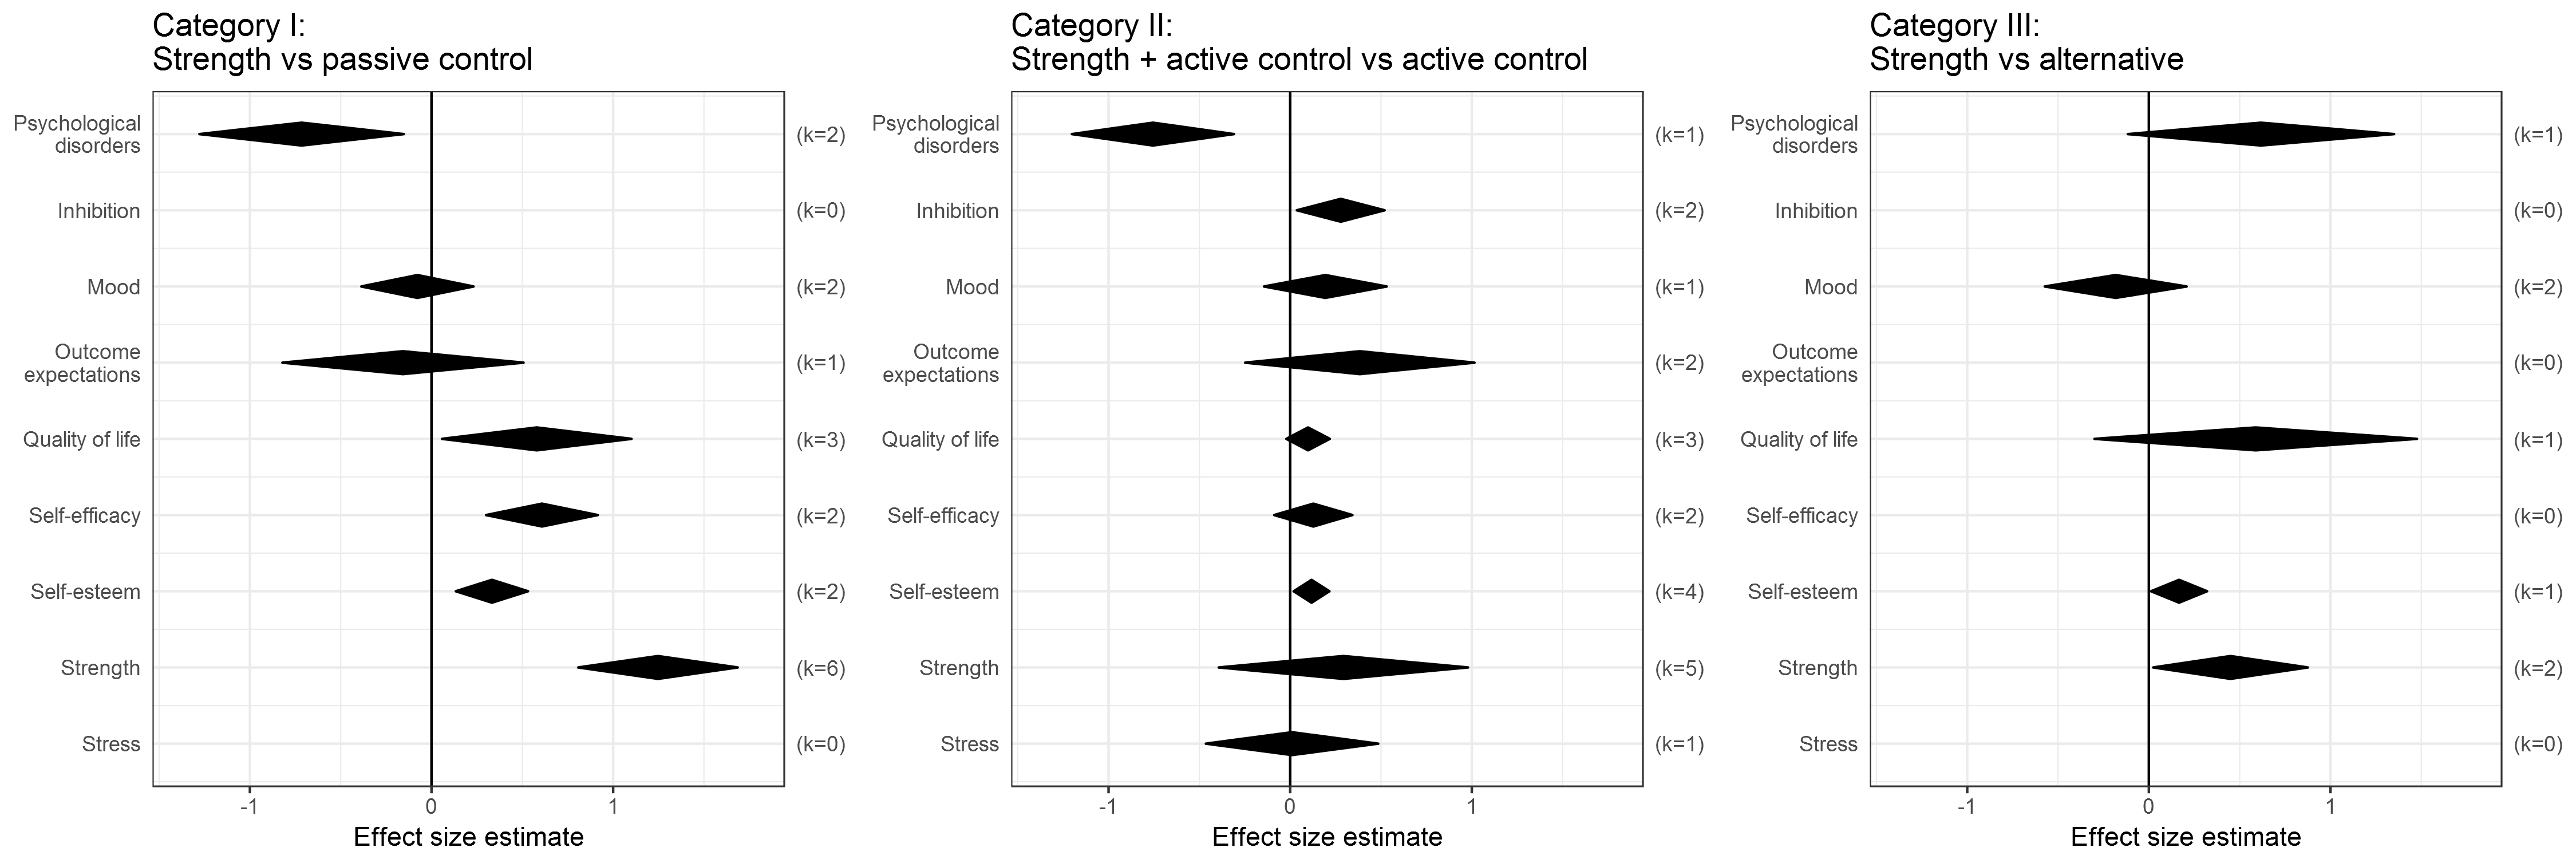 Category I:
Strength vs passive control
Psychological
disorders
(k=2)
Inhibition
(k=0)
Mood
(k=2)
Outcome
expectations
(k=1)
Quality of life
(k=3)
Self-efficacy
(k=2)
Self-esteem
(k=2)
Strength
(k=6)
Stress
(k=0)
-1 0 1
Effect size estimate
Category II:
Strength + active control vs active control
Psychological
disorders
(k=1)
Inhibition
(k=2)
Mood
(k=1)
Outcome
expectations
(k=2)
Quality of life
(k=3)
Self-efficacy
(k=2)
Self-esteem
(k=4)
Strength
(k=5)
Stress
(k=1)
-1 0 1
Effect size estimate
Category III:
Strength vs alternative
Psychological
disorders
(k=1)
Inhibition
(k=0)
Mood
(k=2)
Outcome
expectations
(k=0)
Quality of life
(k=1)
Self-efficacy
(k=0)
Self-esteem
(k=1)
Strength
(k=2)
Stress
(k=0)
-1 0 1
Effect size estimate